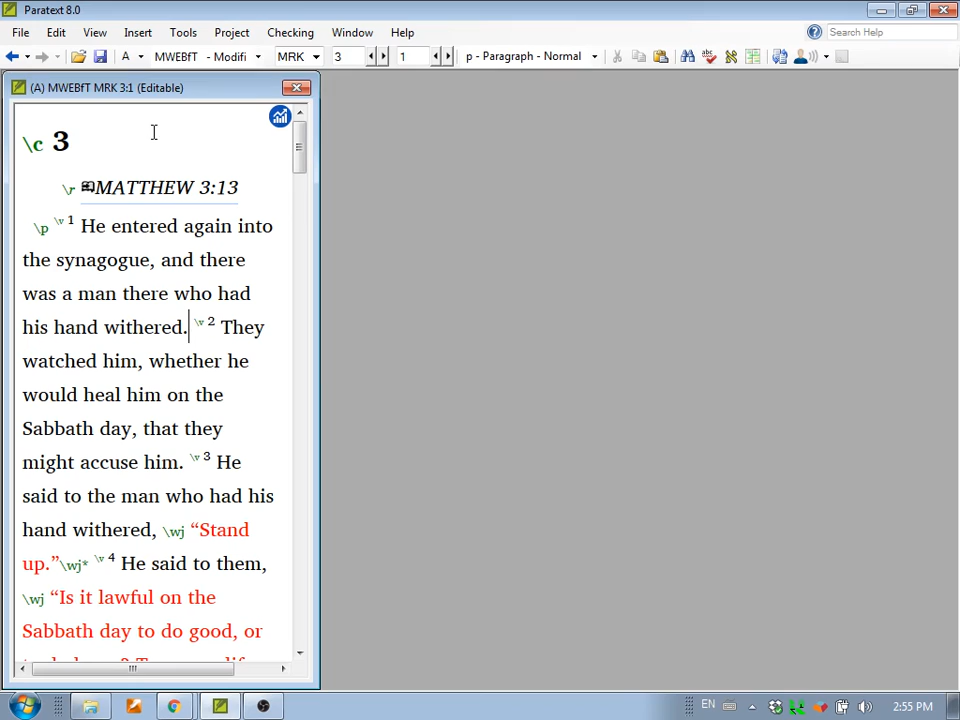 Paratext 8.0
File Edit View Insert Tools Project Checking Window Help Search Help
A MWEBfT - Modifi MRK 3 1 p - Paragraph - Normal
(A) MWEBfT MRK 3:1 (Editable)
\c 3
\r MATTHEW 3:13
\p \v 1 He entered again into
the synagogue, and there
was a man there who had
his hand withered. \v 2 They
watched him, whether he
would heal him on the
Sabbath day, that they
might accuse him. \v 3 He
said to the man who had his
hand withered, \wj “Stand
up.”\wj* \v 4 He said to them,
\wj “Is it lawful on the
Sabbath day to do good, or
EN 2:55 PM